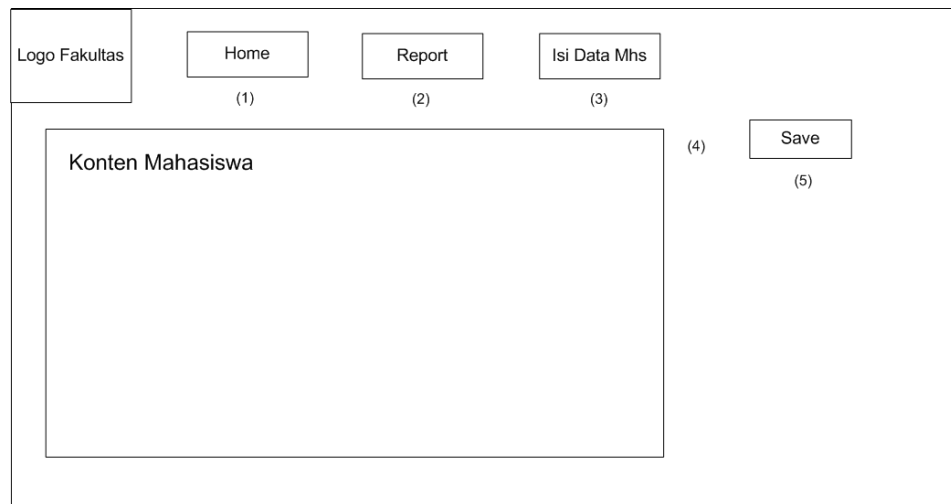 Logo Fakultas
Home
Report
Isi Data Mhs
(1)
(2)
(3)
Konten Mahasiswa
(4)
Save
(5)